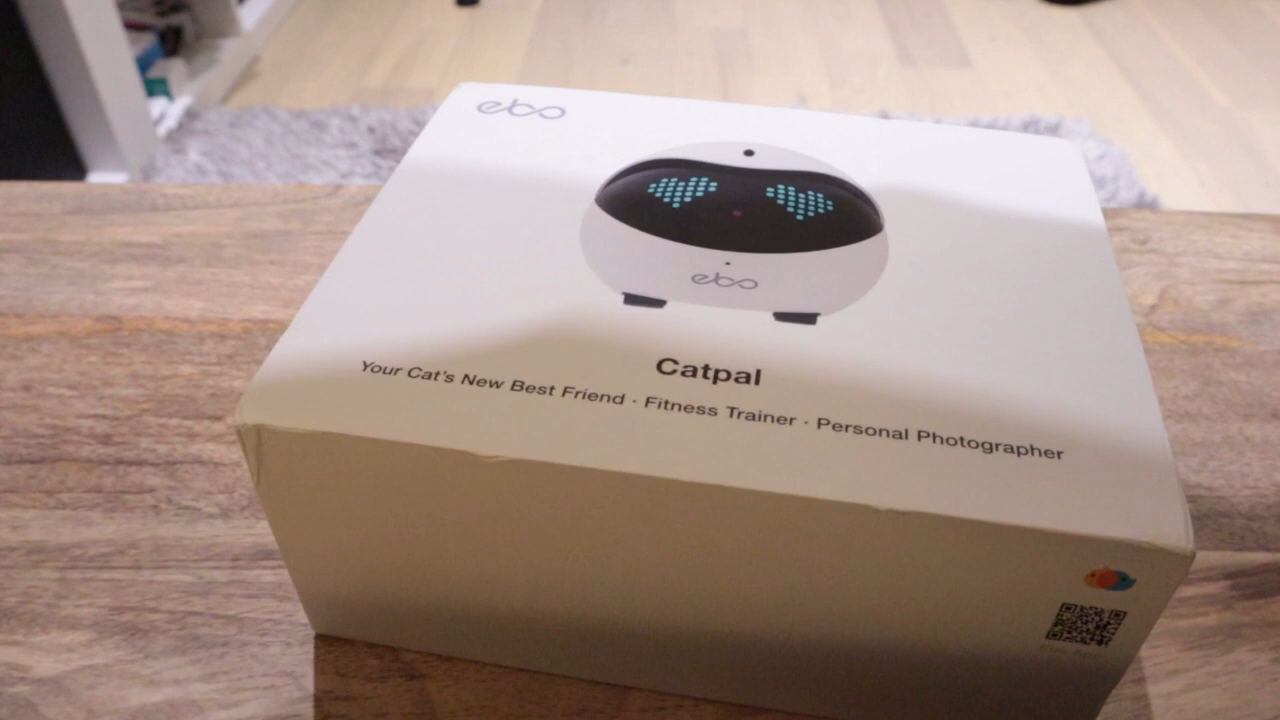 ebo
ebo
Catpal
Your Cat's New Best Friend · Fitness Trainer · Personal Photographer